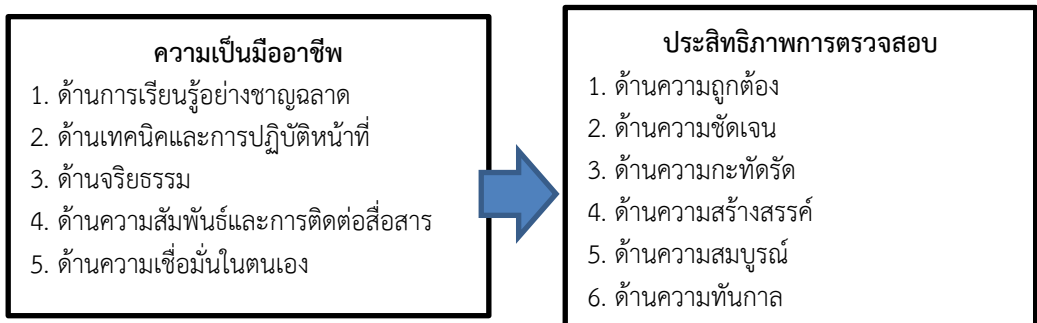 ความเป็นมืออาชีพ
1. ด้านการเรียนรู้อย่างชาญฉลาด
2. ด้านเทคนิคและการปฏิบัติหน้าที่
3. ด้านจริยธรรม
4. ด้านความสัมพันธ์และการติดต่อสื่อสาร
5. ด้านความเชื่อมั่นในตนเอง
ประสิทธิภาพการตรวจสอบ
1. ด้านความถูกต้อง
2. ด้านความชัดเจน
3. ด้านความกะทัดรัด
4. ด้านความสร้างสรรค์
5. ด้านความสมบูรณ์
6. ด้านความทันกาล